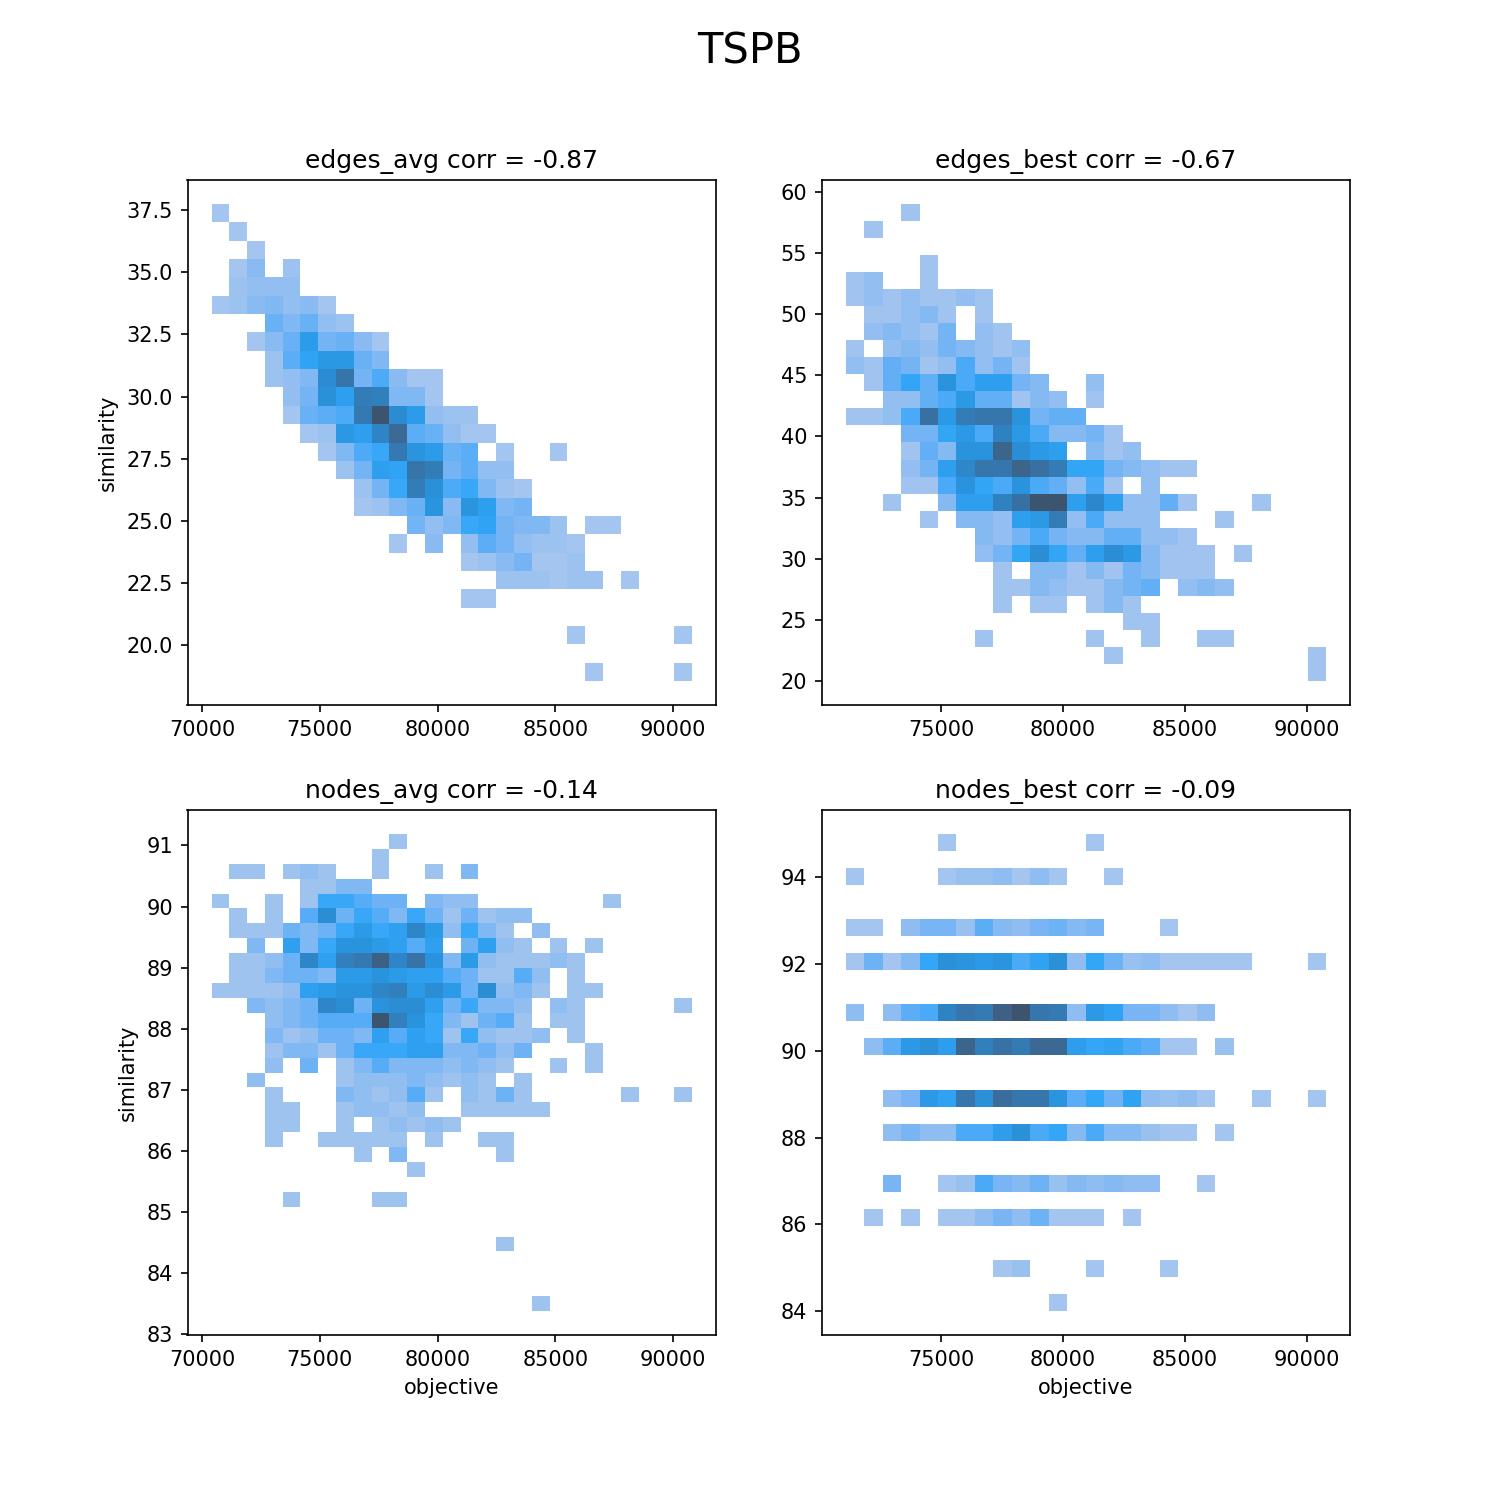 TSPB
edges_avg corr = -0.87
edges_best corr = -0.67
similarity
37.5
35.0
32.5
30.0
27.5
25.0
22.5
20.0
70000 75000 80000 85000 90000
60
55
50
45
40
35
30
25
20
75000 80000 85000 90000
nodes_avg corr = -0.14
nodes_best corr = -0.09
similarity
91
90
89
88
87
86
85
84
83
70000 75000 80000 85000 90000
objective
94
92
90
88
86
84
75000 80000 85000 90000
objective